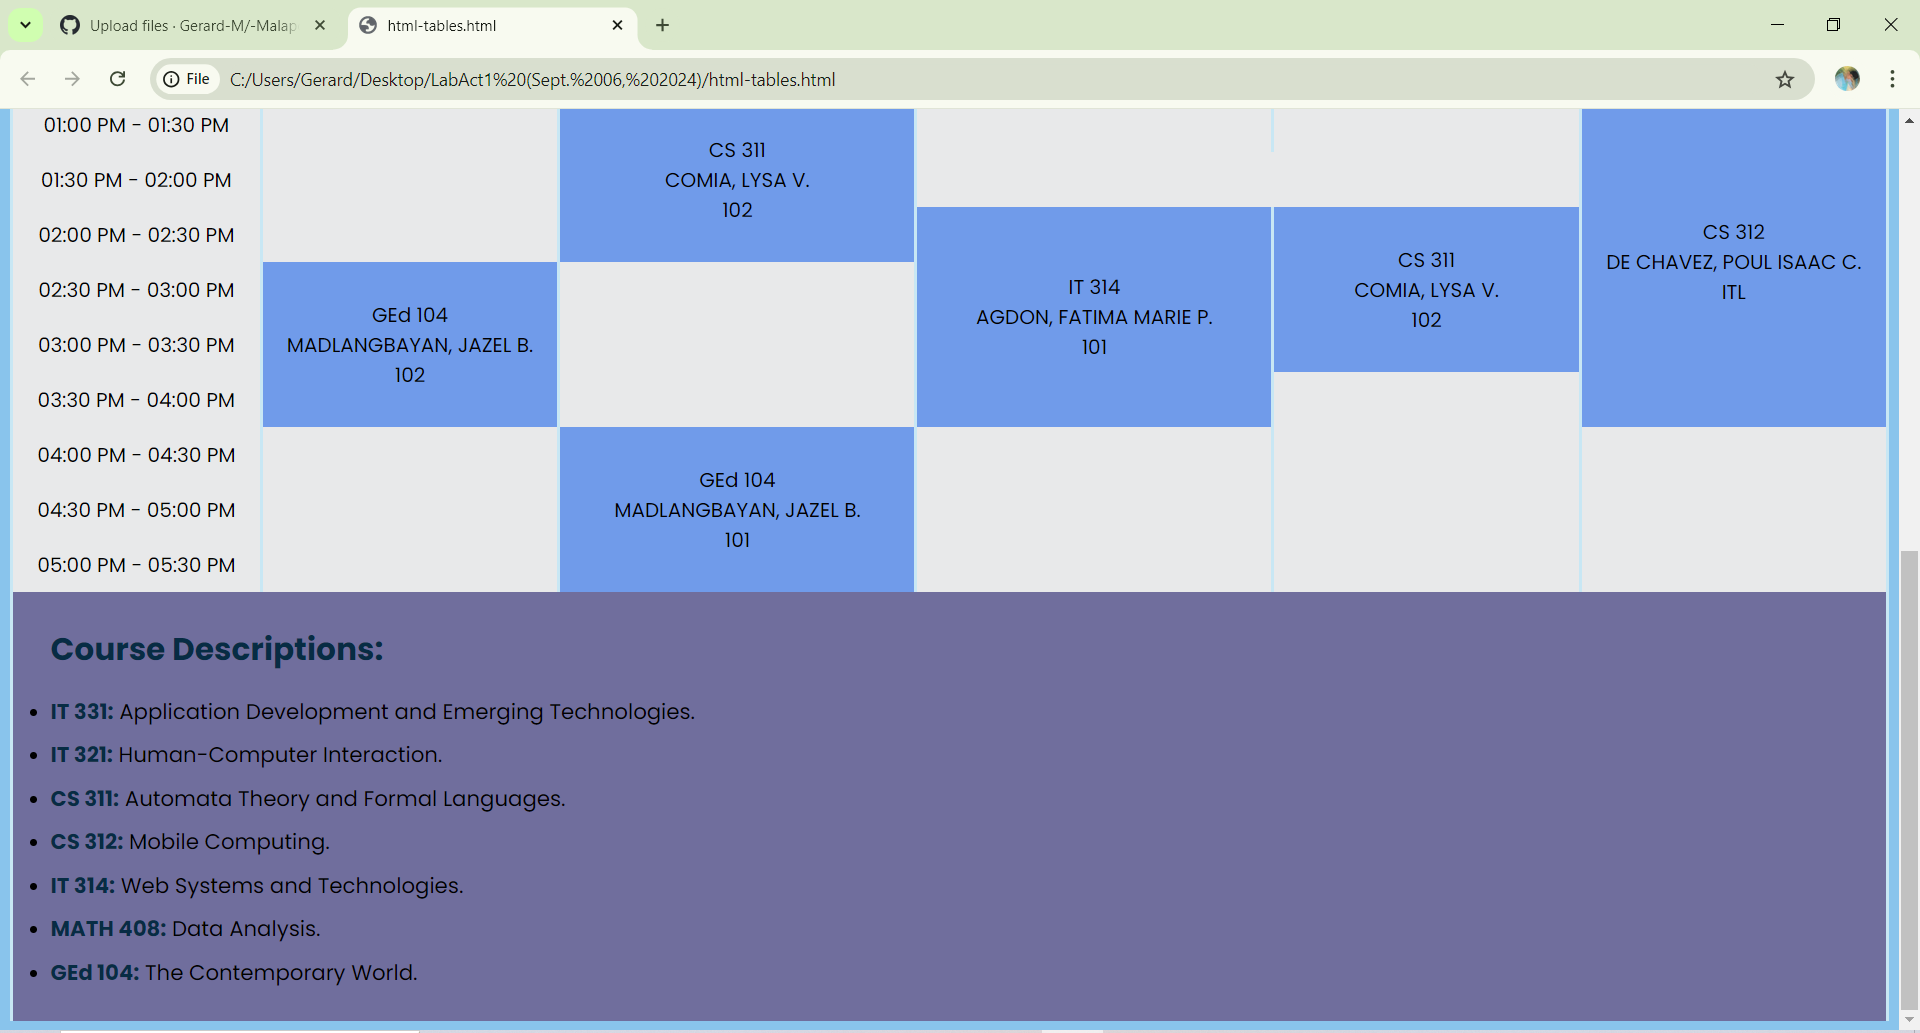 Upload files · Gerard-M/-Malap
html-tables.html
File
C:/Users/Gerard/Desktop/LabAct1%20(Sept.%2006,%202024)/html-tables.html
01:00 PM - 01:30 PM
01:30 PM - 02:00 PM
02:00 PM - 02:30 PM
02:30 PM - 03:00 PM
03:00 PM - 03:30 PM
03:30 PM - 04:00 PM
04:00 PM - 04:30 PM
04:30 PM - 05:00 PM
05:00 PM - 05:30 PM
GEd 104
MADLANGBAYAN, JAZEL B.
102
CS 311
COMIA, LYSA V.
102
GEd 104
MADLANGBAYAN, JAZEL B.
101
IT 314
AGDON, FATIMA MARIE P.
101
CS 311
COMIA, LYSA V.
102
CS 312
DE CHAVEZ, POUL ISAAC C.
ITL
Course Descriptions:
IT 331: Application Development and Emerging Technologies.
IT 321: Human-Computer Interaction.
CS 311: Automata Theory and Formal Languages.
CS 312: Mobile Computing.
IT 314: Web Systems and Technologies.
MATH 408: Data Analysis.
GEd 104: The Contemporary World.